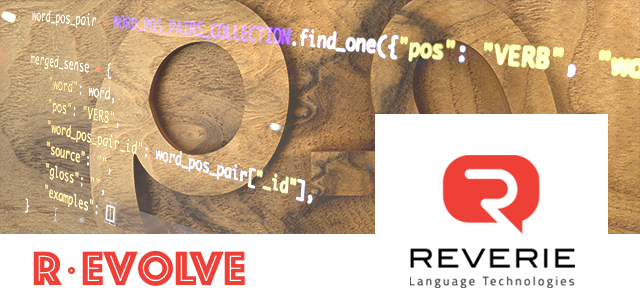 word_pos_pair = WORD_POS_PAIRS_COLLECTION.find_one({"pos": "VERB", "wo
merged_sense = {
"word": word,
"pos": "VERB",
"word_pos_pair_id": word_pos_pair["_id"],
"source": "",
"gloss": "",
"examples": []
}
R·EVOLVE
R
REVERIE
Language Technologies